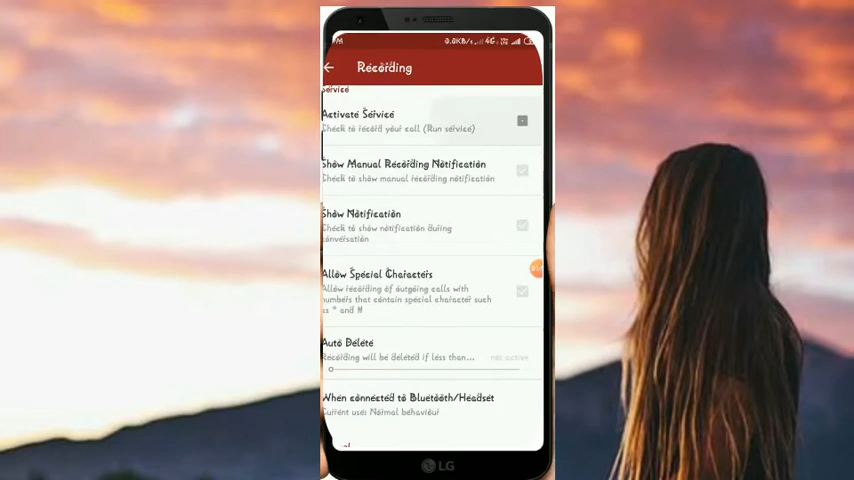 0.0KB/s 4G
Recording
Service
Activate Service
Check to record your call (Run service)
Show Manual Recording Notification
Check to show manual recording notification
Show Notification
Check to show notification during
conversation
Allow Special Characters
Allow recording of outgoing calls with
numbers that contain special character such
as * and #
Auto Delete
Recording will be deleted if less than... not active
When connected to Bluetooth/Headset
Current use: Normal behaviour
LG